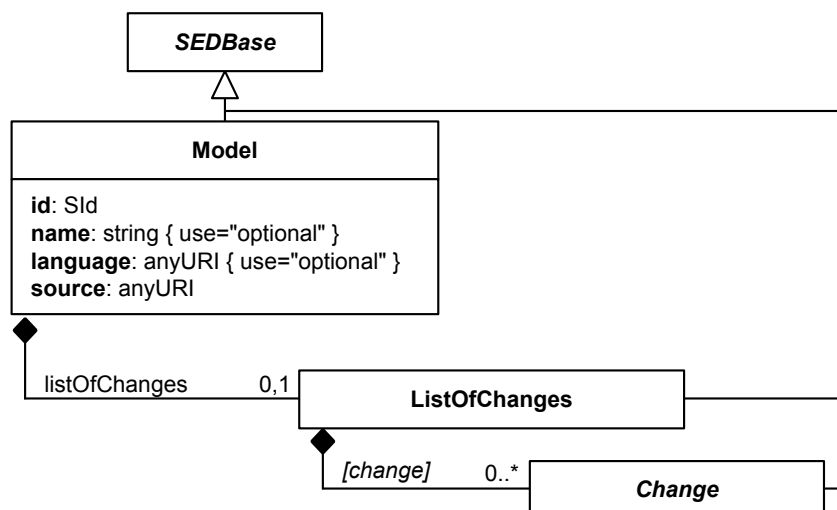 SEDBase
Model
id: SId
name: string { use="optional" }
language: anyURI { use="optional" }
source: anyURI
listOfChanges 0,1
ListOfChanges
[change] 0..*
Change